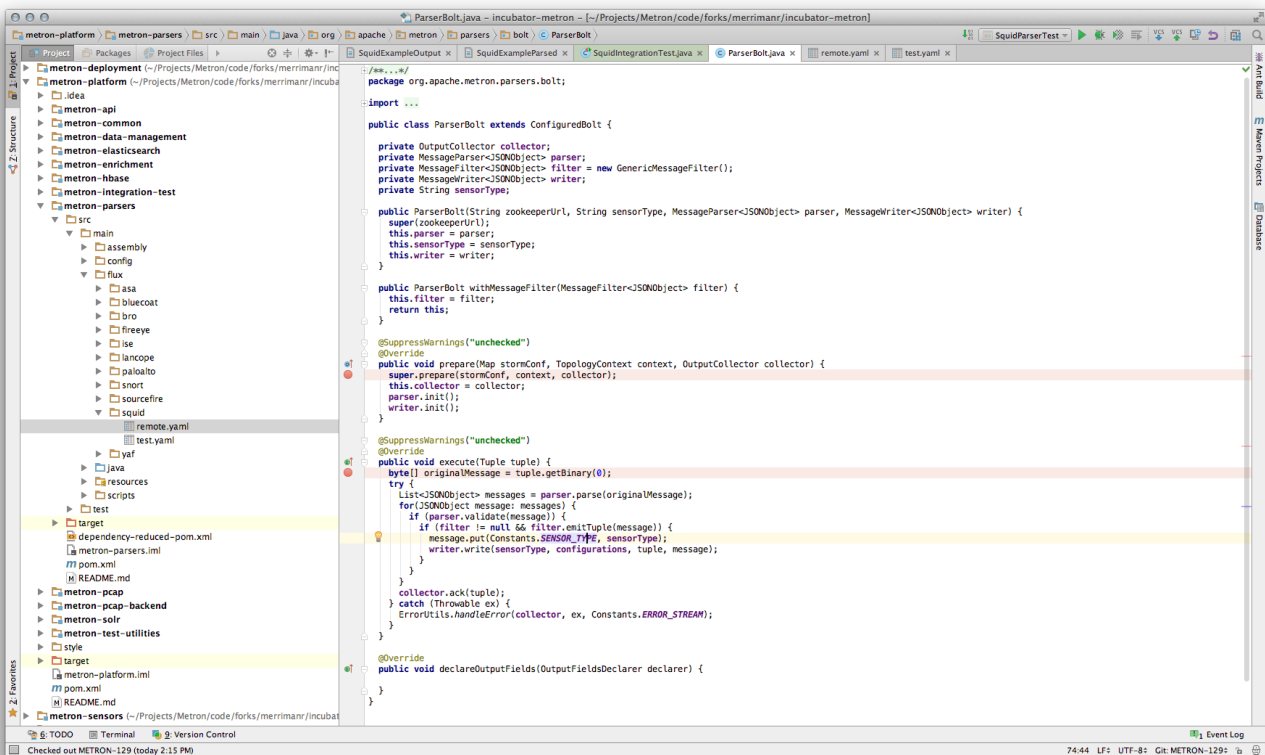 ParserBolt.java – incubator-metron – [~/Projects/Metron/code/forks/merrimanr/incubator-metron]
metron-platform metron-parsers src main java org apache metron parsers bolt ParserBolt
SquidParserTest
Project Packages Project Files
SquidExampleOutput SquidExampleParsed SquidIntegrationTest.java ParserBolt.java remote.yaml test.yaml
1: Project
Z: Structure
2: Favorites
metron-deployment (~/Projects/Metron/code/forks/merrimanr/inc
metron-platform (~/Projects/Metron/code/forks/merrimanr/incuba
.idea
metron-api
metron-common
metron-data-management
metron-elasticsearch
metron-enrichment
metron-hbase
metron-integration-test
metron-parsers
src
main
assembly
config
flux
asa
bluecoat
bro
fireeye
ise
lancope
paloalto
snort
sourcefire
squid
remote.yaml
test.yaml
yaf
java
resources
scripts
test
target
dependency-reduced-pom.xml
metron-parsers.iml
pom.xml
README.md
metron-pcap
metron-pcap-backend
metron-solr
metron-test-utilities
style
target
metron-platform.iml
pom.xml
README.md
metron-sensors (~/Projects/Metron/code/forks/merrimanr/incubat
/**...*/
package org.apache.metron.parsers.bolt;
import ...
public class ParserBolt extends ConfiguredBolt {
private OutputCollector collector;
private MessageParser<JSONObject> parser;
private MessageFilter<JSONObject> filter = new GenericMessageFilter();
private MessageWriter<JSONObject> writer;
private String sensorType;
public ParserBolt(String zookeeperUrl, String sensorType, MessageParser<JSONObject> parser, MessageWriter<JSONObject> writer) {
super(zookeeperUrl);
this.parser = parser;
this.sensorType = sensorType;
this.writer = writer;
}
public ParserBolt withMessageFilter(MessageFilter<JSONObject> filter) {
this.filter = filter;
return this;
}
@SuppressWarnings("unchecked")
@Override
public void prepare(Map stormConf, TopologyContext context, OutputCollector collector) {
super.prepare(stormConf, context, collector);
this.collector = collector;
parser.init();
writer.init();
}
@SuppressWarnings("unchecked")
@Override
public void execute(Tuple tuple) {
byte[] originalMessage = tuple.getBinary(0);
try {
List<JSONObject> messages = parser.parse(originalMessage);
for(JSONObject message: messages) {
if (parser.validate(message)) {
if (filter != null && filter.emitTuple(message)) {
message.put(Constants.SENSOR_TYPE, sensorType);
writer.write(sensorType, configurations, tuple, message);
}
}
}
collector.ack(tuple);
} catch (Throwable ex) {
ErrorUtils.handleError(collector, ex, Constants.ERROR_STREAM);
}
}
@Override
public void declareOutputFields(OutputFieldsDeclarer declarer) {
}
}
Ant Build
Maven Projects
Database
6: TODO Terminal 9: Version Control
1 Event Log
Checked out METRON-129 (today 2:15 PM)
74:44 LF UTF-8 Git: METRON-129